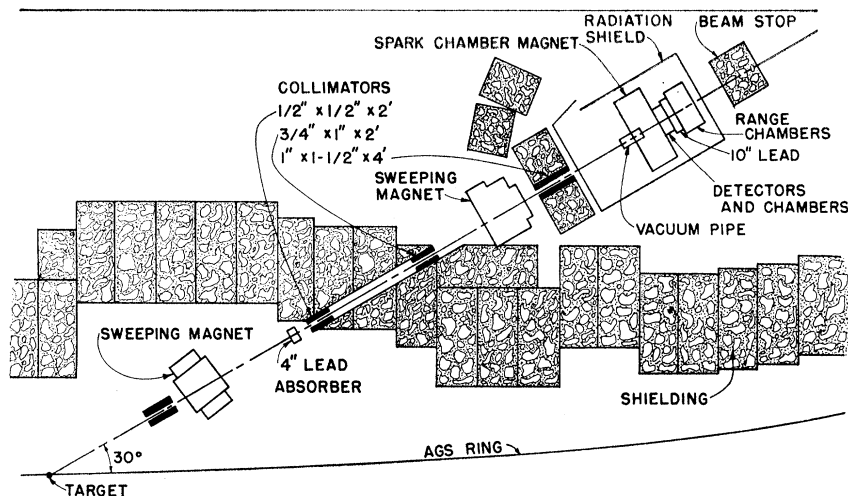 RADIATION
SHIELD
BEAM STOP
SPARK CHAMBER MAGNET
COLLIMATORS
1/2" x 1/2" x 2'
3/4" x 1" x 2'
1" x 1-1/2" x 4'
SWEEPING
MAGNET
RANGE
CHAMBERS
10" LEAD
DETECTORS
AND CHAMBERS
VACUUM PIPE
SWEEPING MAGNET
4" LEAD
ABSORBER
SHIELDING
30°
AGS RING
TARGET